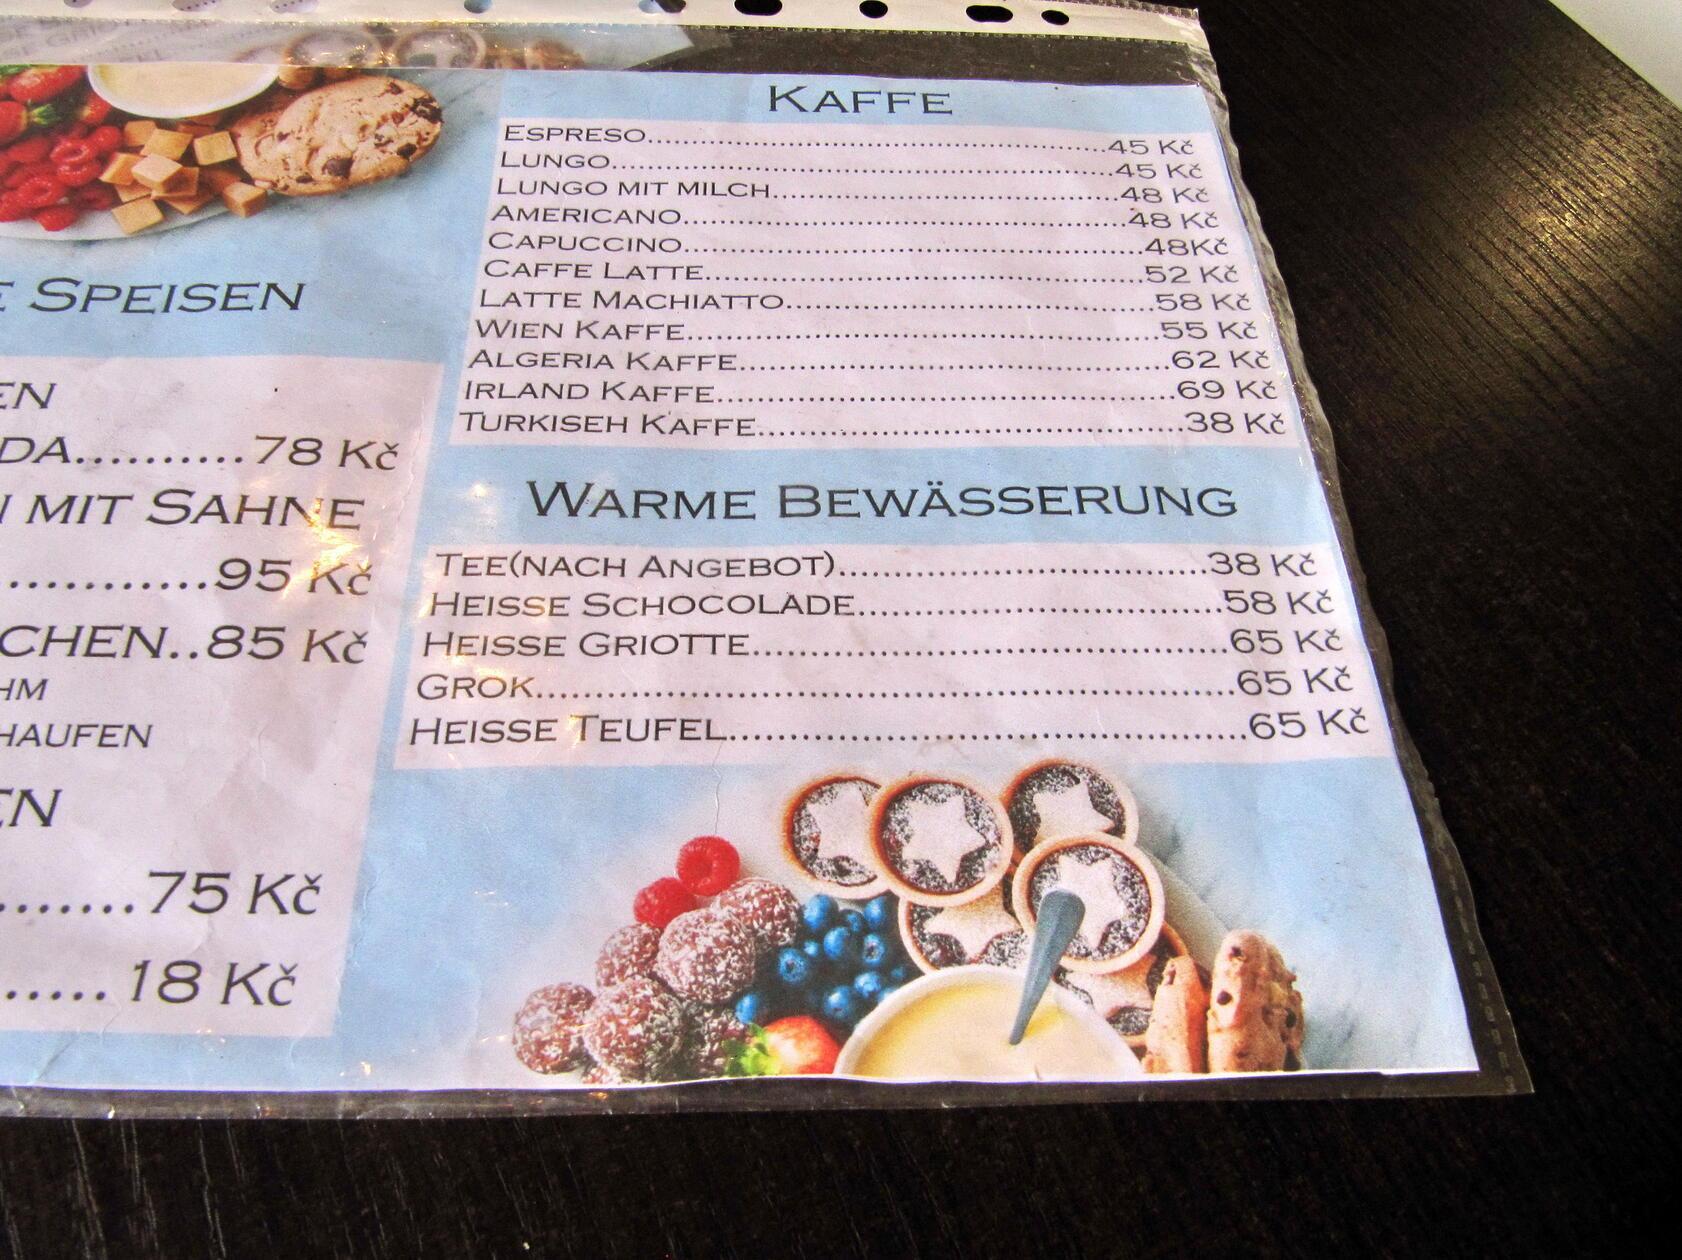 E SPEISEN
EN
DA..........78 Kč
N MIT SAHNE
............95 Kč
CHEN..85 Kč
HM
HAUFEN
EN
.......75 Kč
......18 Kč
KAFFE
ESPRESO..........45 Kč
LUNGO..........45 Kč
LUNGO MIT MILCH..........48 Kč
AMERICANO..........48 Kč
CAPUCCINO..........48Kč
CAFFE LATTE..........52 Kč
LATTE MACHIATTO..........58 Kč
WIEN KAFFE..........55 Kč
ALGERIA KAFFE..........62 Kč
IRLAND KAFFE..........69 Kč
TURKISEH KAFFE..........38 Kč
WARME BEWÄSSERUNG
TEE(NACH ANGEBOT)..........38 Kč
HEISSE SCHOCOLADE..........58 Kč
HEISSE GRIOTTE..........65 Kč
GROK..........65 Kč
HEISSE TEUFEL..........65 Kč